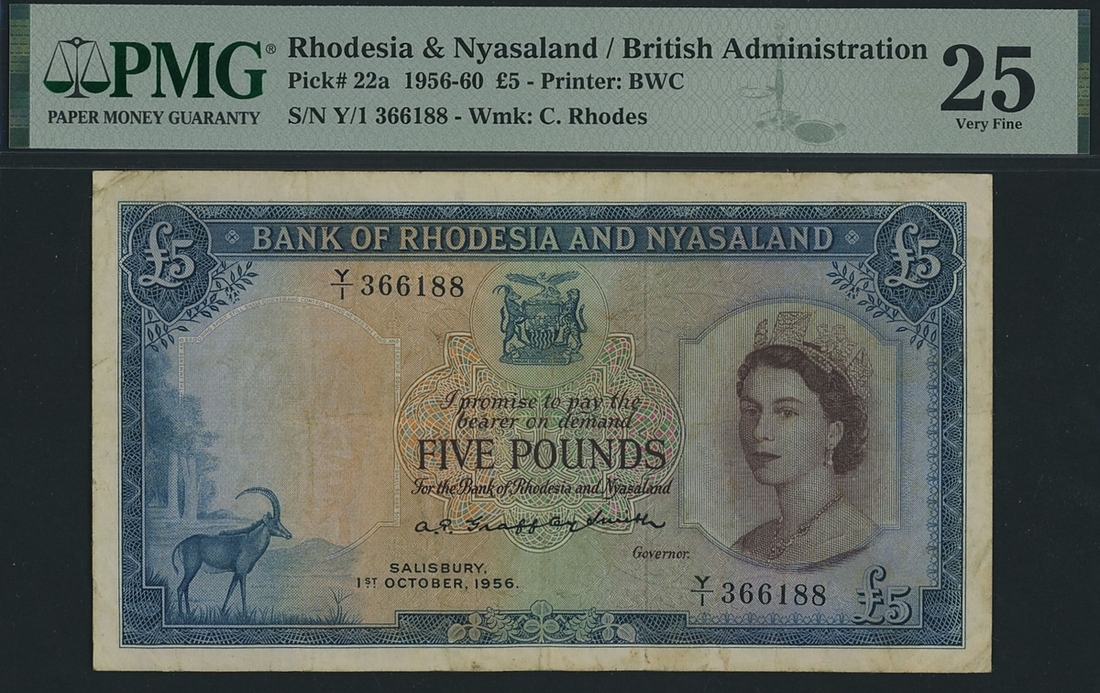 PMG®
PAPER MONEY GUARANTY
Rhodesia & Nyasaland / British Administration
Pick# 22a 1956-60 £5 - Printer: BWC
S/N Y/1 366188 - Wmk: C. Rhodes
25
Very Fine
£5
BANK OF RHODESIA AND NYASALAND
£5
Y/1 366188
I promise to pay the
bearer on demand
FIVE POUNDS
For the Bank of Rhodesia and Nyasaland
Governor.
SALISBURY,
1ST OCTOBER, 1956.
Y/1 366188
£5